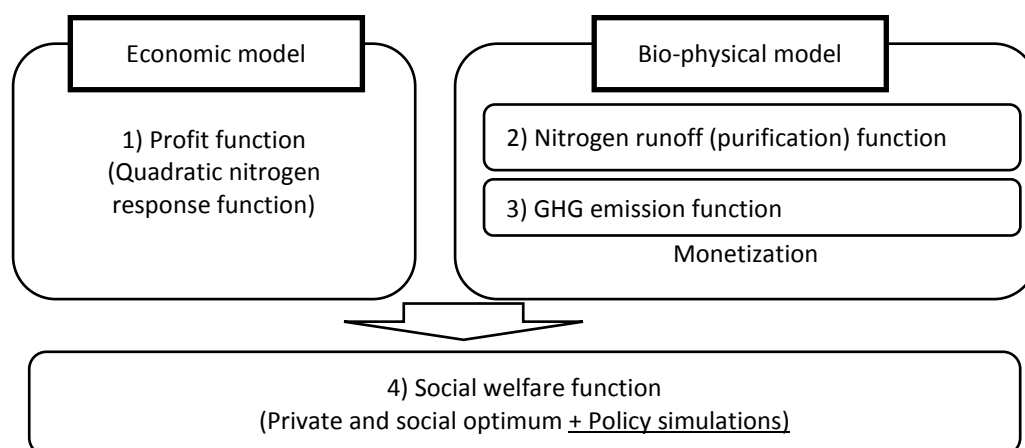 Economic model
1) Profit function
(Quadratic nitrogen
response function)
Bio-physical model
2) Nitrogen runoff (purification) function
3) GHG emission function
Monetization
4) Social welfare function
(Private and social optimum + Policy simulations)